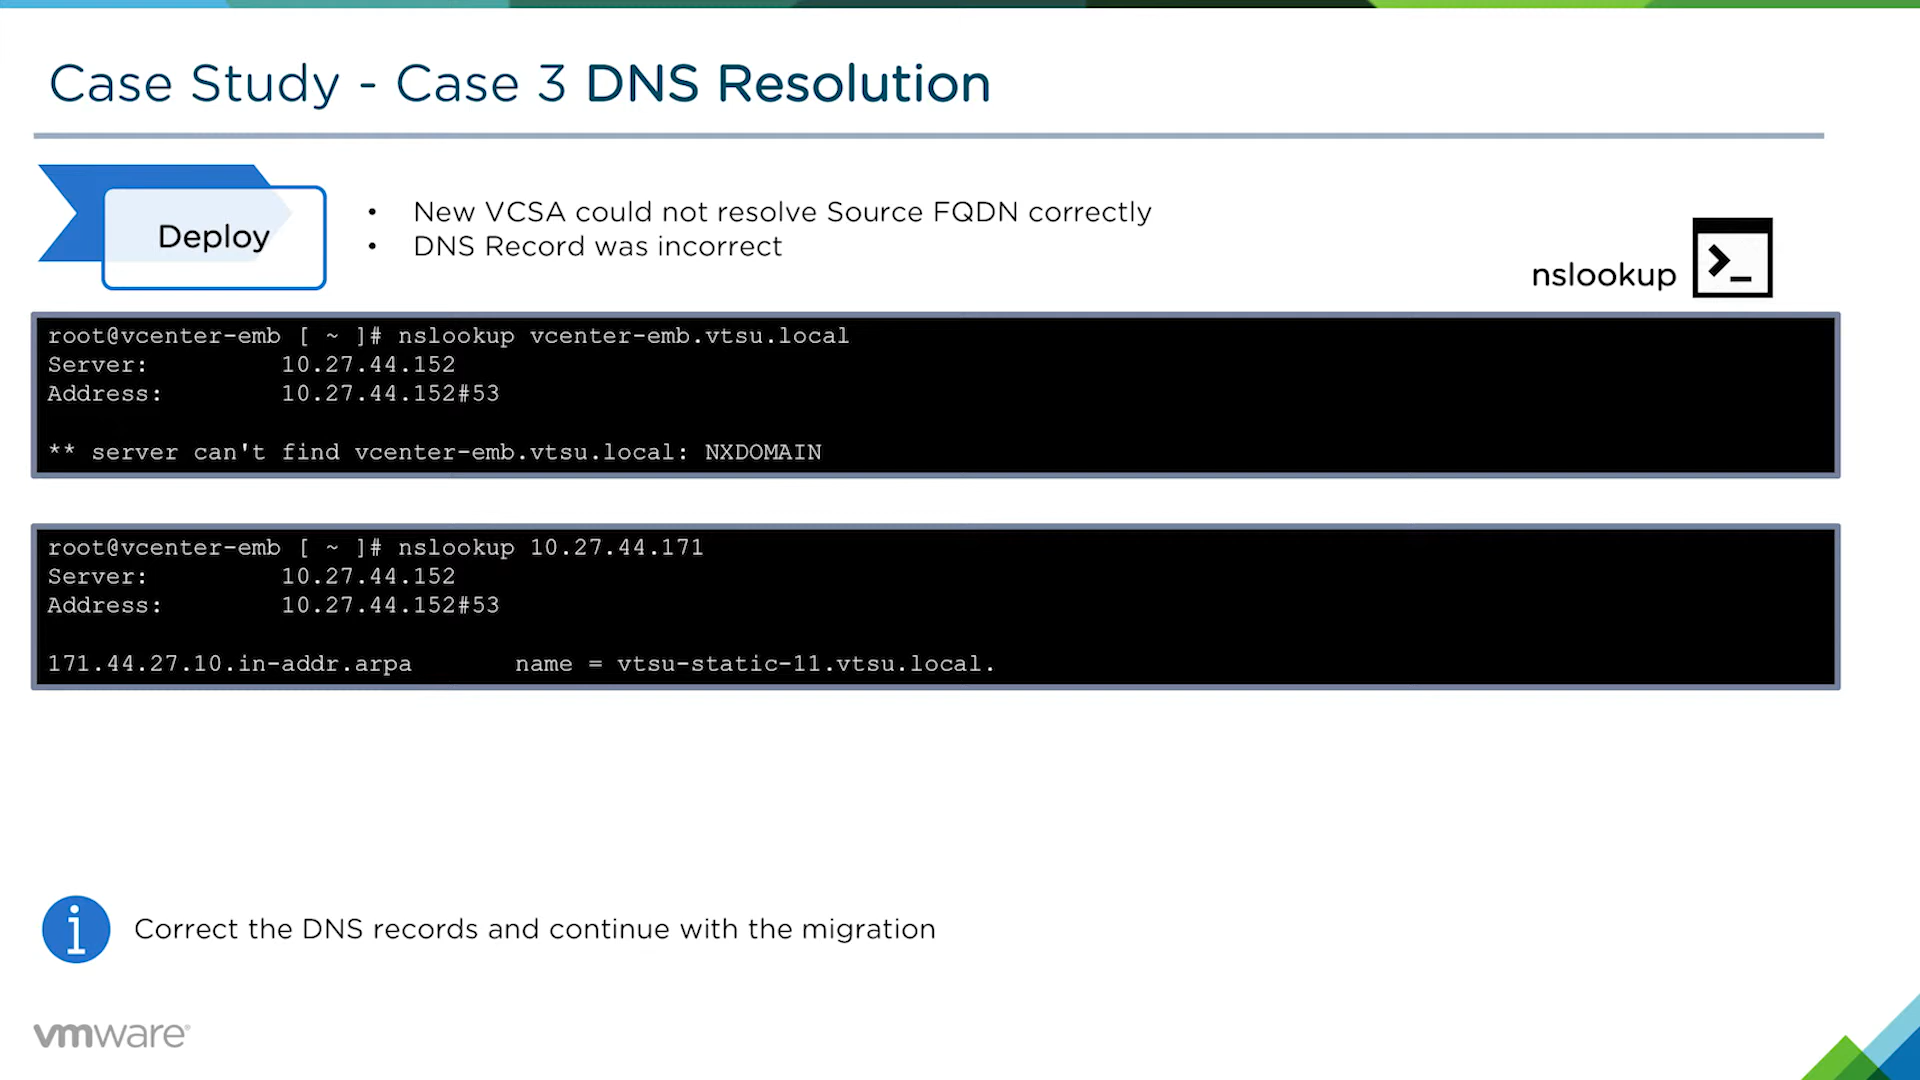 Case Study - Case 3 DNS Resolution
Deploy
• New VCSA could not resolve Source FQDN correctly
• DNS Record was incorrect
nslookup
root@vcenter-emb [ ~ ]# nslookup vcenter-emb.vtsu.local
Server:         10.27.44.152
Address:        10.27.44.152#53
** server can't find vcenter-emb.vtsu.local: NXDOMAIN
root@vcenter-emb [ ~ ]# nslookup 10.27.44.171
Server:         10.27.44.152
Address:        10.27.44.152#53
171.44.27.10.in-addr.arpa       name = vtsu-static-11.vtsu.local.
Correct the DNS records and continue with the migration
vmware®